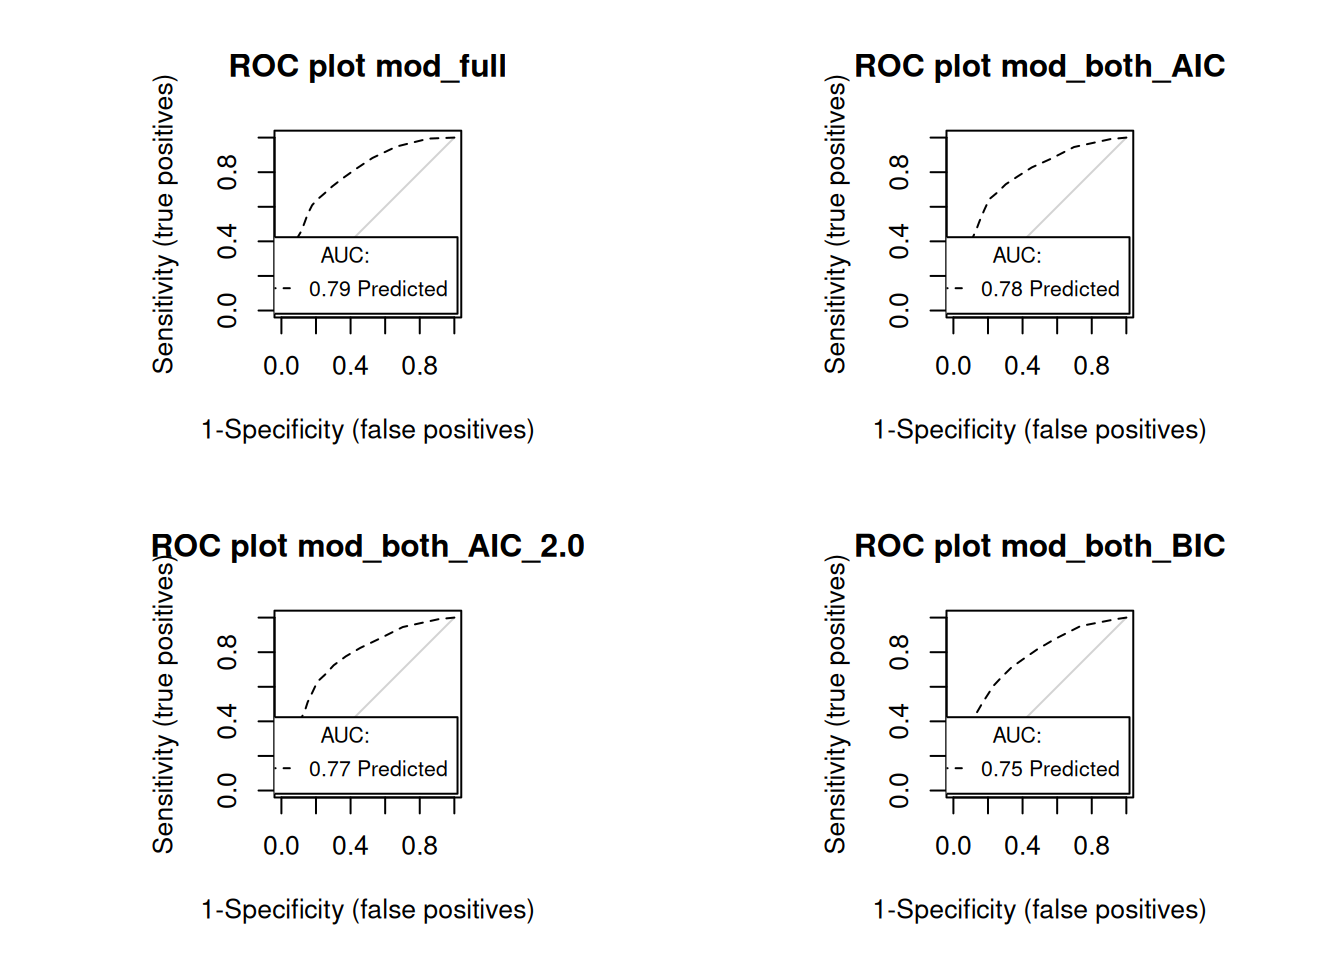 ROC plot mod_full
Sensitivity (true positives)
0.8
0.4
0.0
AUC:
0.79 Predicted
0.0 0.4 0.8
1-Specificity (false positives)
ROC plot mod_both_AIC
Sensitivity (true positives)
0.8
0.4
0.0
AUC:
0.78 Predicted
0.0 0.4 0.8
1-Specificity (false positives)
ROC plot mod_both_AIC_2.0
Sensitivity (true positives)
0.8
0.4
0.0
AUC:
0.77 Predicted
0.0 0.4 0.8
1-Specificity (false positives)
ROC plot mod_both_BIC
Sensitivity (true positives)
0.8
0.4
0.0
AUC:
0.75 Predicted
0.0 0.4 0.8
1-Specificity (false positives)